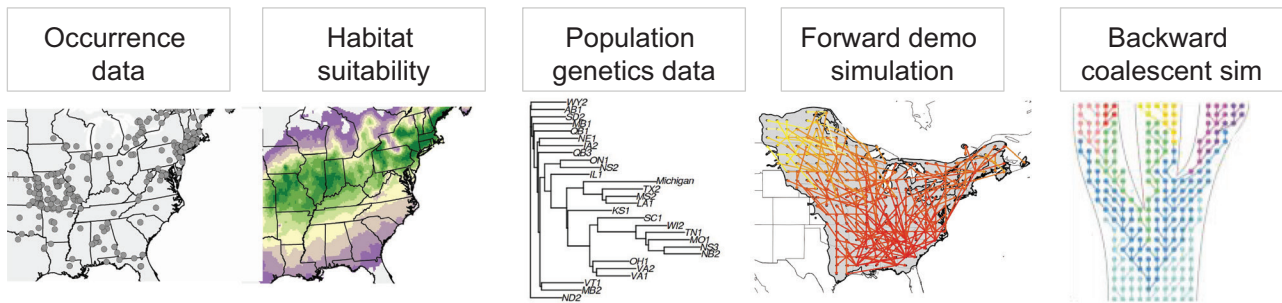 Occurrence
data
Habitat
suitability
Population
genetics data
Forward demo
simulation
Backward
coalescent sim
WY2
AB1
SD2
MB1
QB1
NE1
IA2
QB3
ON1
NS2
IL1
Michigan
TX2
MS2
LA1
KS1
SC1
WI2
TN1
MO1
NS3
NB2
OH1
VA2
VA1
VT1
MB2
ND2